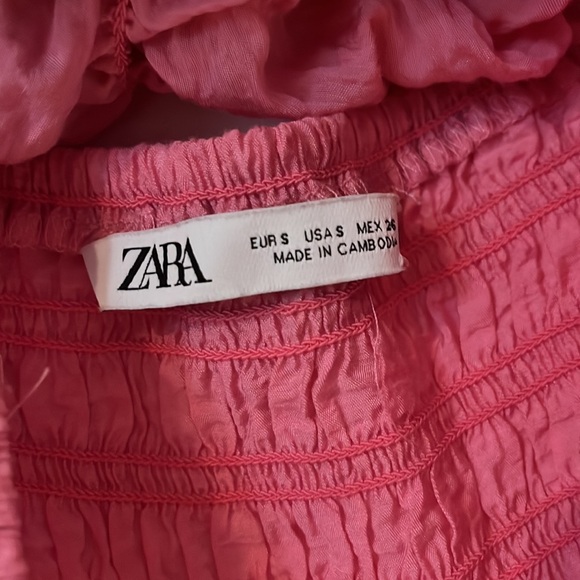 ZARA
EUR S USA S MEX 26
MADE IN CAMBODIA